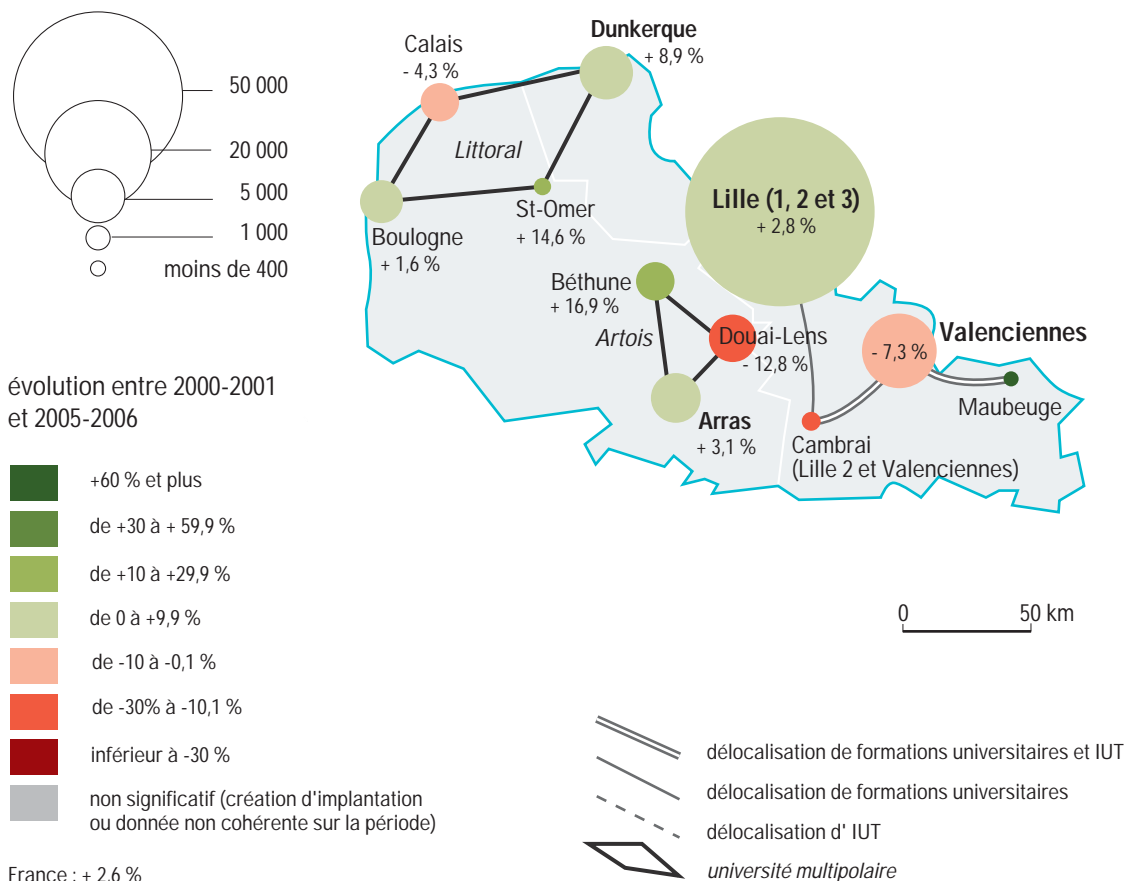 50 000
20 000
5 000
1 000
moins de 400
évolution entre 2000-2001
et 2005-2006
+60 % et plus
de +30 à + 59,9 %
de +10 à +29,9 %
de 0 à +9,9 %
de -10 à -0,1 %
de -30% à -10,1 %
inférieur à -30 %
non significatif (création d'implantation
ou donnée non cohérente sur la période)
France : + 2,6 %
Calais
- 4,3 %
Dunkerque
+ 8,9 %
Littoral
St-Omer
+ 14,6 %
Boulogne
+ 1,6 %
Lille (1, 2 et 3)
+ 2,8 %
Béthune
+ 16,9 %
Artois
Douai-Lens
- 12,8 %
Arras
+ 3,1 %
Valenciennes
- 7,3 %
Maubeuge
Cambrai
(Lille 2 et Valenciennes)
0 50 km
délocalisation de formations universitaires et IUT
délocalisation de formations universitaires
délocalisation d' IUT
université multipolaire